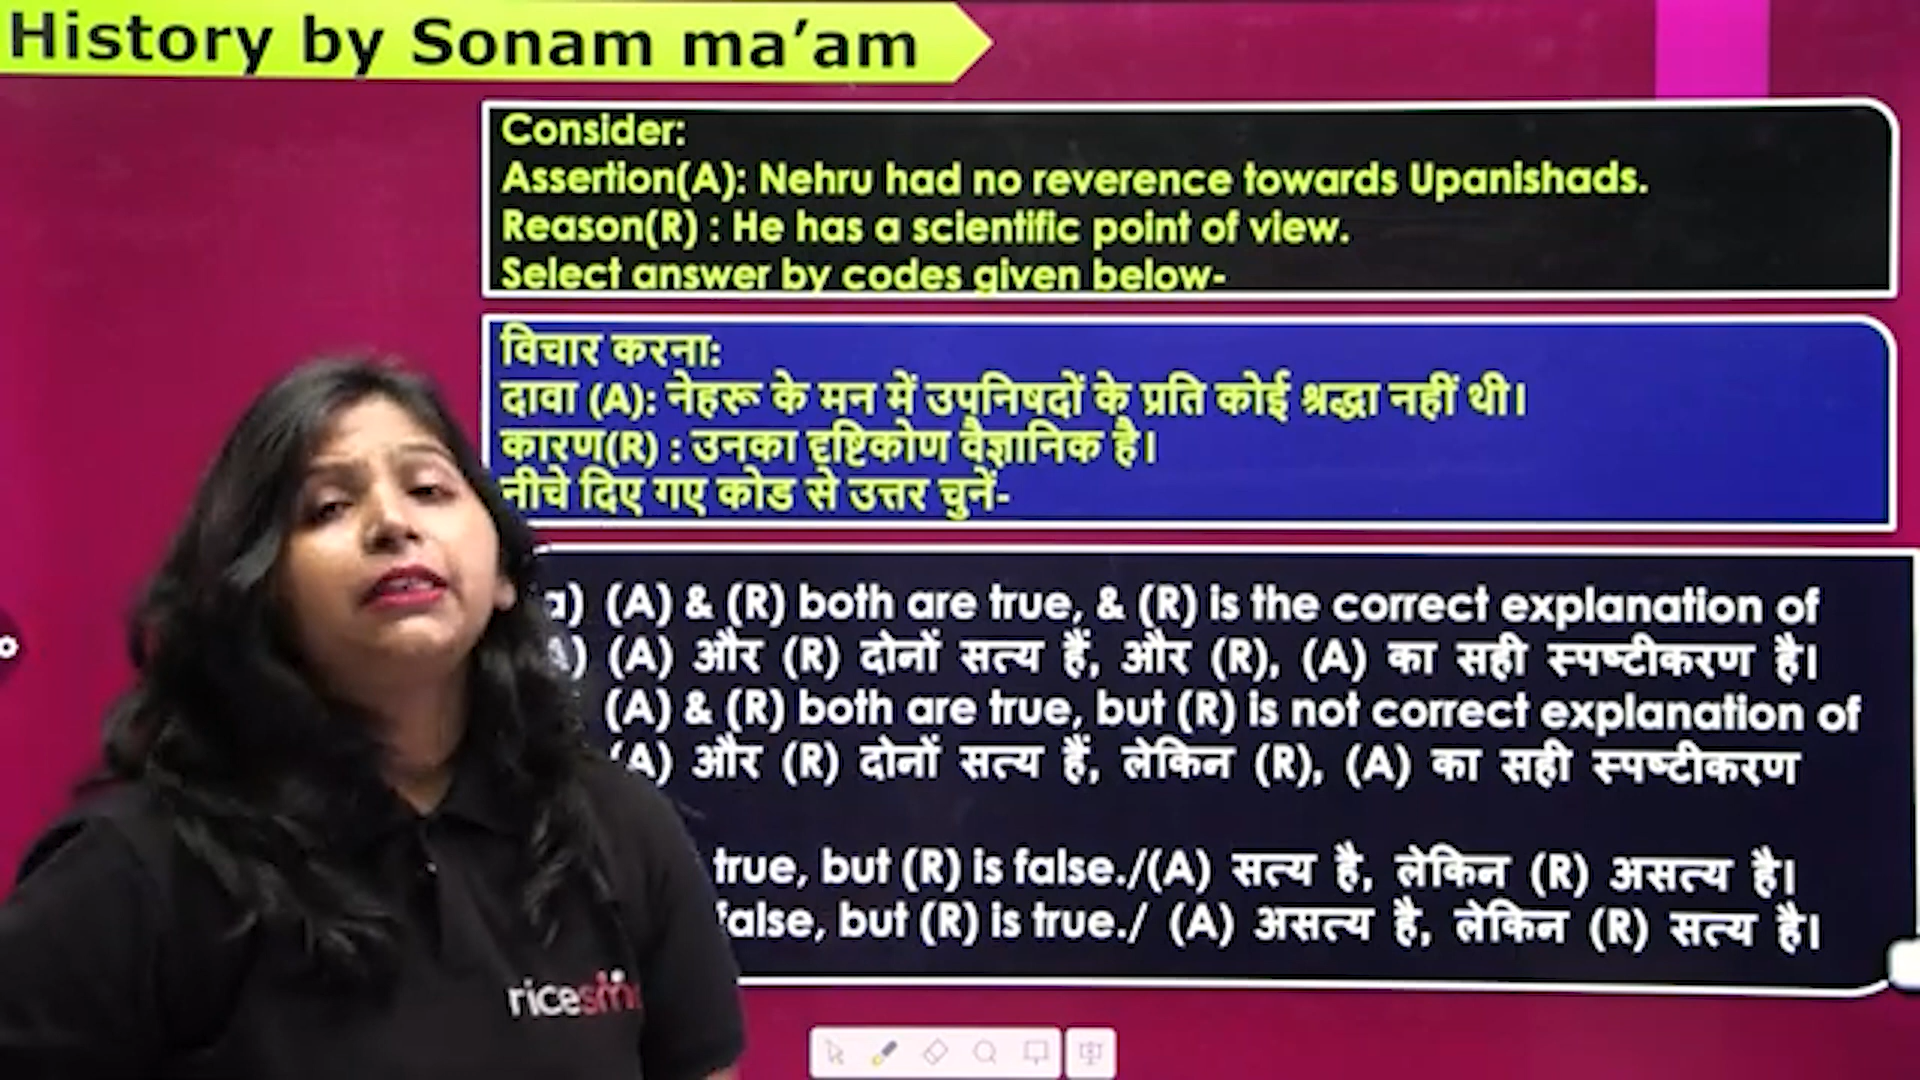 History by Sonam ma’am
Consider:
Assertion(A): Nehru had no reverence towards Upanishads.
Reason(R) : He has a scientific point of view.
Select answer by codes given below-
विचार करना:
दावा (A): नेहरू के मन में उपनिषदों के प्रति कोई श्रद्धा नहीं थी।
कारण(R) : उनका दृष्टिकोण वैज्ञानिक है।
नीचे दिए गए कोड से उत्तर चुनें-
a) (A) & (R) both are true, & (R) is the correct explanation of
(A) और (R) दोनों सत्य हैं, और (R), (A) का सही स्पष्टीकरण है।
(A) & (R) both are true, but (R) is not correct explanation of
(A) और (R) दोनों सत्य हैं, लेकिन (R), (A) का सही स्पष्टीकरण
true, but (R) is false./(A) सत्य है, लेकिन (R) असत्य है।
false, but (R) is true./ (A) असत्य है, लेकिन (R) सत्य है।
rice